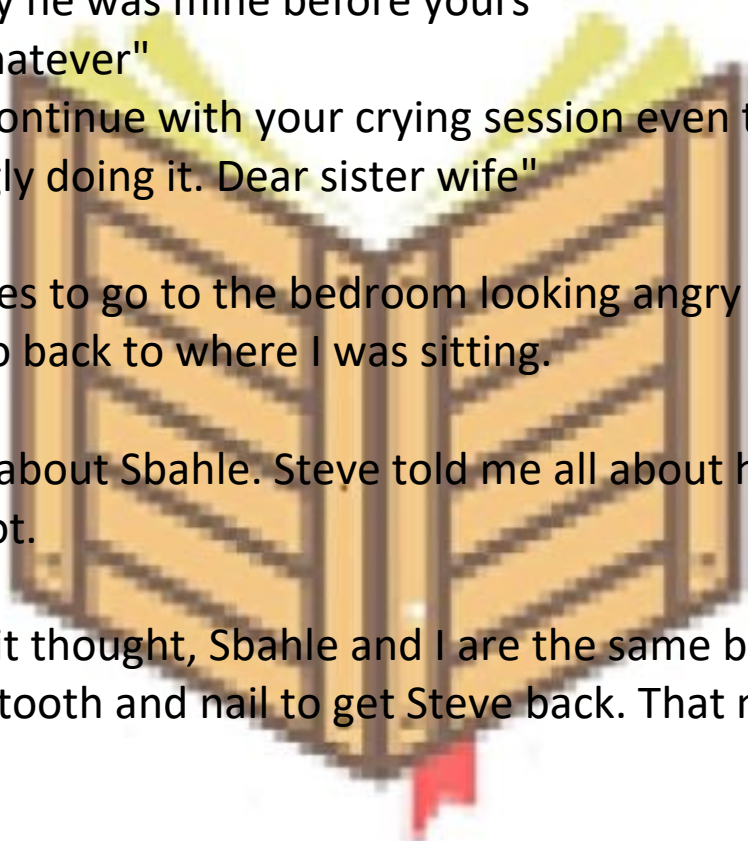 y he was mine before yours
hatever"
ontinue with your crying session even t
gly doing it. Dear sister wife"
es to go to the bedroom looking angry
o back to where I was sitting.
about Sbahle. Steve told me all about h
ot.
it thought, Sbahle and I are the same b
tooth and nail to get Steve back. That n